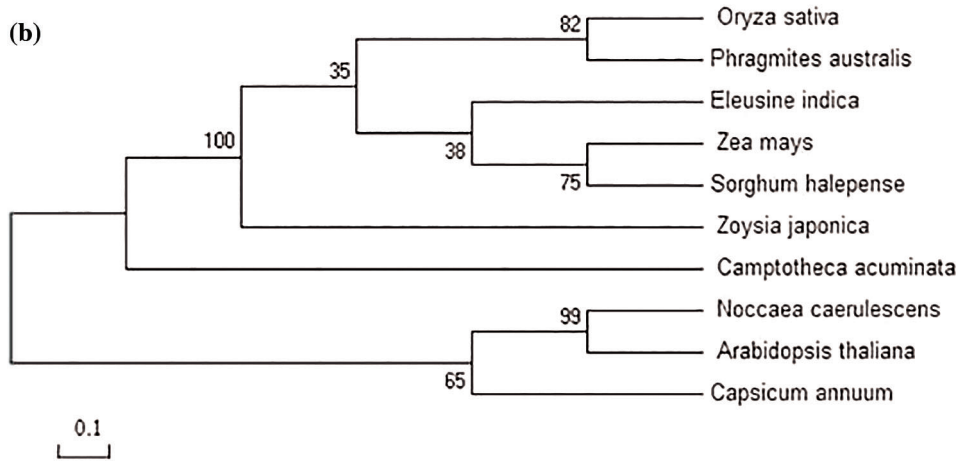 (b)
82
Oryza sativa
Phragmites australis
35
Eleusine indica
100
38
Zea mays
75
Sorghum halepense
Zoysia japonica
Camptotheca acuminata
Noccaea caerulescens
99
Arabidopsis thaliana
65
Capsicum annuum
0.1